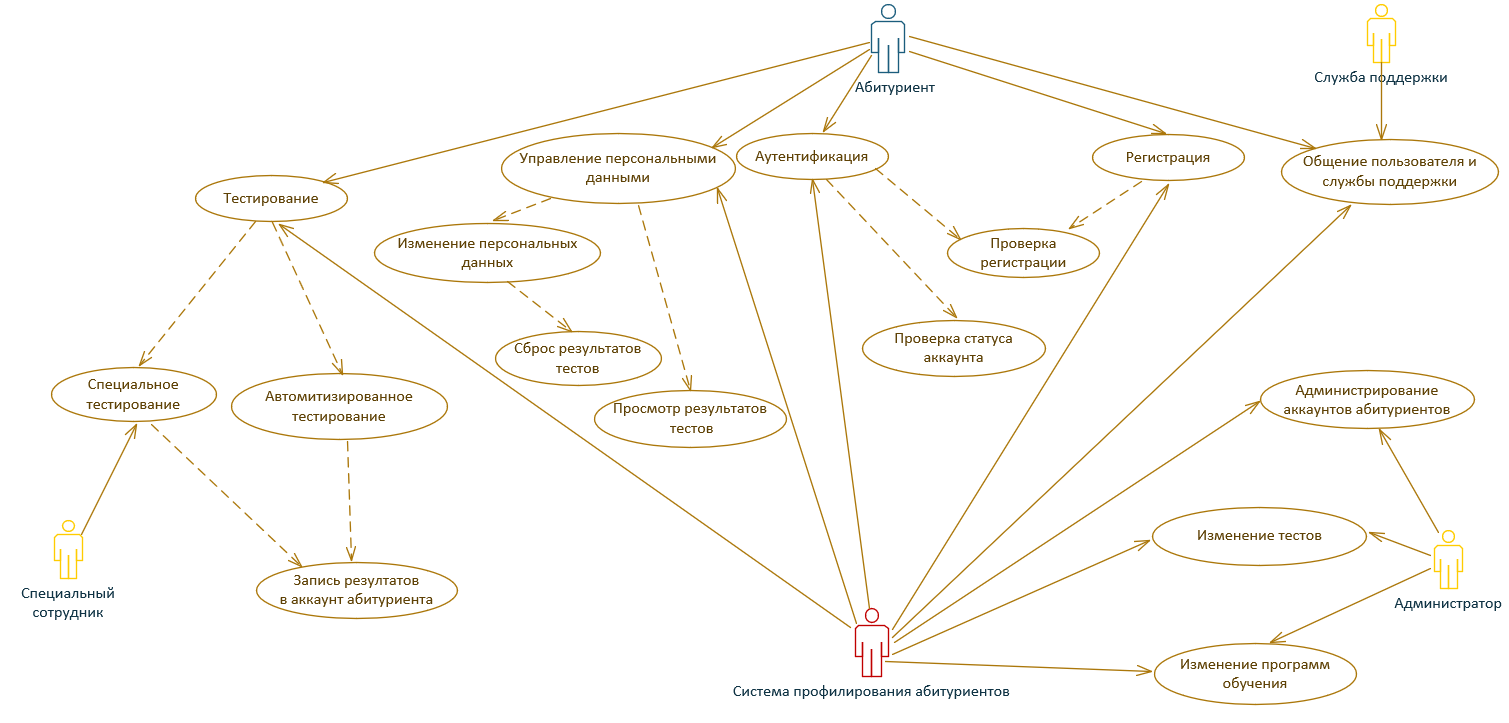 Абитуриент
Служба поддержки
Управление персональными
данными
Аутентификация
Регистрация
Общение пользователя и
службы поддержки
Тестирование
Изменение персональных
данных
Проверка
регистрации
Сброс результатов
тестов
Проверка статуса
аккаунта
Специальное
тестирование
Автомитизированное
тестирование
Просмотр результатов
тестов
Администрирование
аккаунтов абитуриентов
Изменение тестов
Специальный
сотрудник
Запись резултатов
в аккаунт абитуриента
Администратор
Система профилирования абитуриентов
Изменение программ
обучения